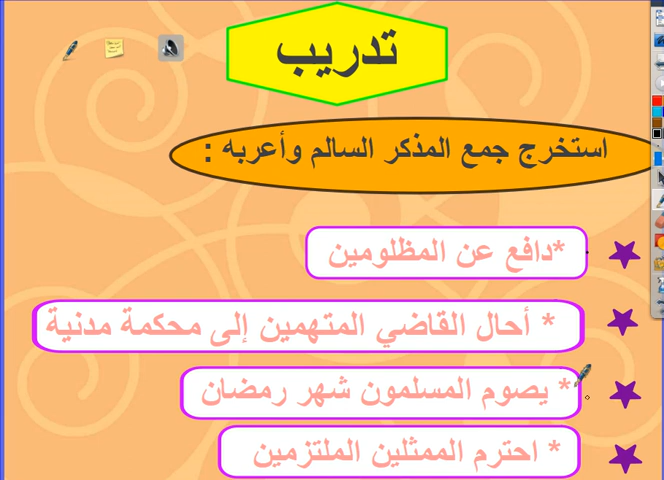 تدريب
استخرج جمع المذكر السالم وأعربه :
*دافع عن المظلومين
* أحال القاضي المتهمين إلى محكمة مدنية
* يصوم المسلمون شهر رمضان
* احترم الممثلين الملتزمين